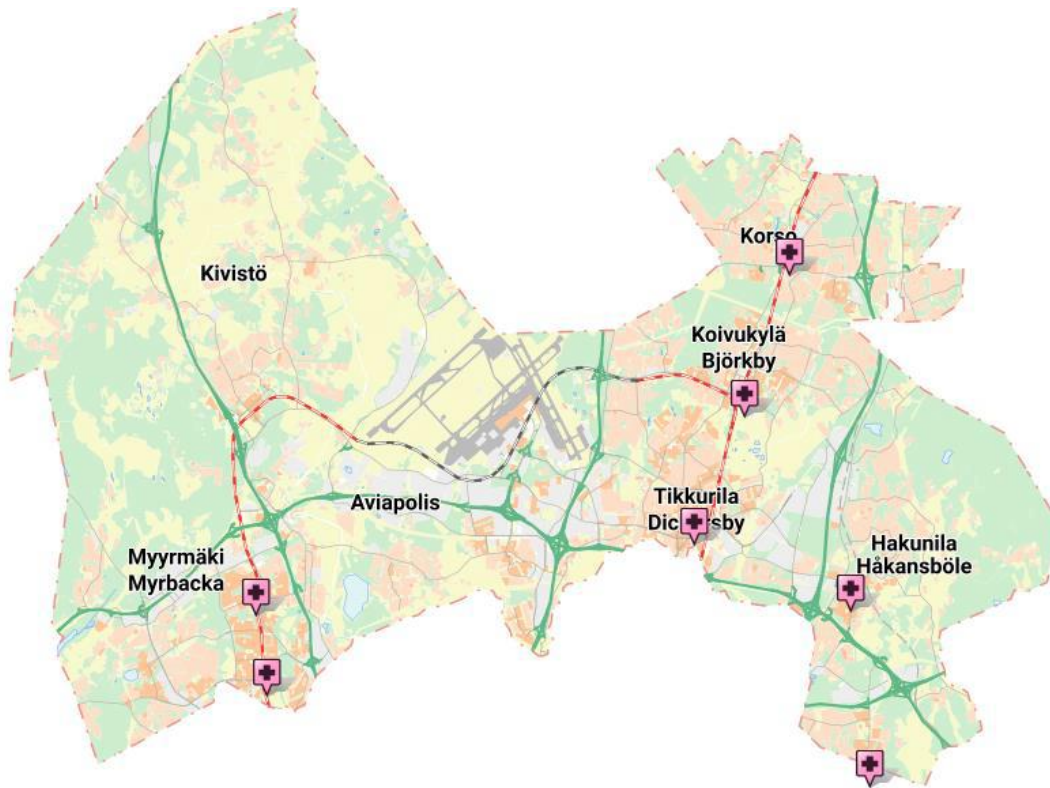 Korso
Kivistö
Koivukylä
Björkby
Aviapolis
Tikkurila
Myyrmäki
Myrbacka
Hakunila
Håkansböle